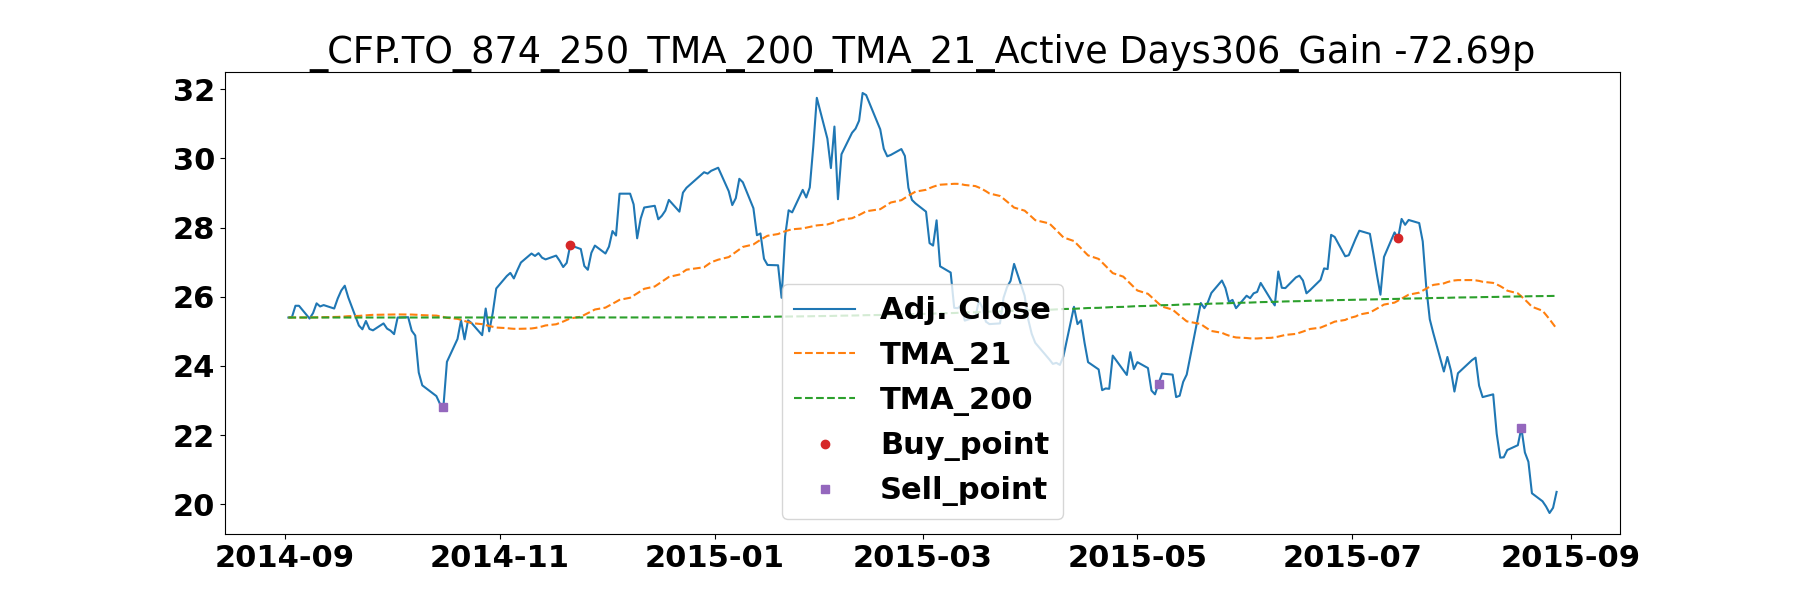 _CFP.TO_874_250_TMA_200_TMA_21_Active Days306_Gain -72.69p
32
30
28
26
24
22
20
Adj. Close
TMA_21
TMA_200
Buy_point
Sell_point
2014-09 2014-11 2015-01 2015-03 2015-05 2015-07 2015-09